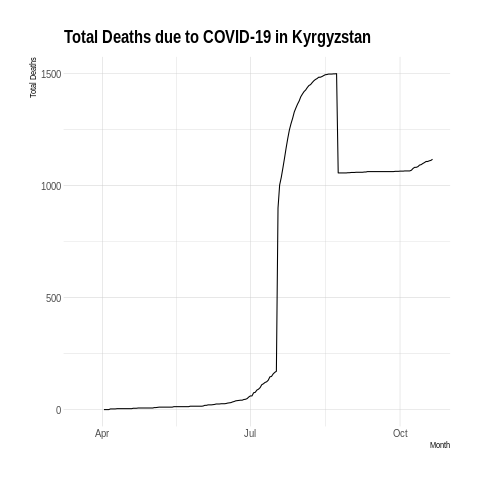 Total Deaths due to COVID-19 in Kyrgyzstan
Total Deaths
1500
1000
500
0
Apr
Jul
Oct
Month